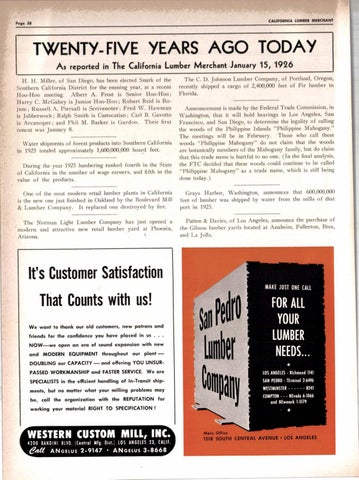 Page 38
CALIFORNIA LUMBER MERCHANT
TWENTY-FIVE YEARS AGO TODAY
As reported in The California Lumber Merchant January 15, 1926
H. H. Miller, of San Diego, has been elected Snark of the
Southern California District for the ensuing year, at a recent
Hoo-Hoo meeting. Albert A. Frost is Senior Hoo-Hoo;
Harry C. McGahey is Junior Hoo-Hoo; Robert Reid is Bo-
jum; Russell A. Pierzall is Scrivenoter; Fred W. Hawman
is Jabberwock; Ralph Smith is Custocatian; Carl B. Gavotto
is Arcanoper; and Phil M. Barker is Gurdon. Their first
concat was January 8.
Water shipments of forest products into Southern California
in 1925 totaled approximately 1,600,000,000 board feet.
During the year 1925 lumbering ranked fourth in the State
of California in the number of wage earners, and fifth in the
value of the products.
One of the most modern retail lumber plants in California
is the new one just finished in Oakland by the Boulevard Mill
& Lumber Company. It replaced one destroyed by fire.
The Norman Light Lumber Company has just opened a
modern and attractive new retail lumber yard at Phoenix,
Arizona.
The C. D. Johnson Lumber Company, of Portland, Oregon,
recently shipped a cargo of 2,400,000 feet of Fir lumber to
Florida.
Announcement is made by the Federal Trade Commission, in
Washington, that it will hold hearings in Los Angeles, San
Francisco, and San Diego, to determine the legality of calling
the woods of the Philippine Islands "Philippine Mahogany."
The meetings will be in February. Those who call these
woods "Philippine Mahogany" do not claim that the woods
are botanically members of the Mahogany family, but do claim
that this trade name is hurtful to no one. (In the final analysis,
the FTC decided that these woods could continue to be called
"Philippine Mahogany" as a trade name, which is still being
done today.)
Grays Harbor, Washington, announces that 600,000,000
feet of lumber was shipped by water from the mills of that
port in 1925.
Patten & Davies, of Los Angeles, announce the purchase of
the Gibson lumber yards located at Anaheim, Fullerton, Brea,
and La Jolla.
It's Customer Satisfaction
That Counts with us!
We want to thank our old customers, new patrons and
friends for the confidence you have placed in us . . .
NOW—we open an era of sound expansion with new
and MODERN EQUIPMENT throughout our plant—
DOUBLING our CAPACITY—and offering YOU UNSUR-
PASSED WORKMANSHIP and FASTER SERVICE. We are
SPECIALISTS in the efficient handling of In-Transit ship-
ments, but no matter what your milling problems may
be, call the organization with the REPUTATION for
working your material RIGHT TO SPECIFICATION!
WESTERN CUSTOM MILL, INC.
4200 BANDINI BLVD. (Central Mfg. Dist.) LOS ANGELES 23, CALIF.
Call ANGELUS 2-9147 • ANGELUS 3-8668
San Pedro
Lumber
Company
MAKE JUST ONE CALL
FOR ALL
YOUR
LUMBER
NEEDS...
LOS ANGELES - Richmond 1141
SAN PEDRO - TErminal 2-6496
WESTMINSTER - - - 8241
COMPTON - - NEvada 6-1066
and NEwmark 1-5579
Main Office
1518 SOUTH CENTRAL AVENUE • LOS ANGELES